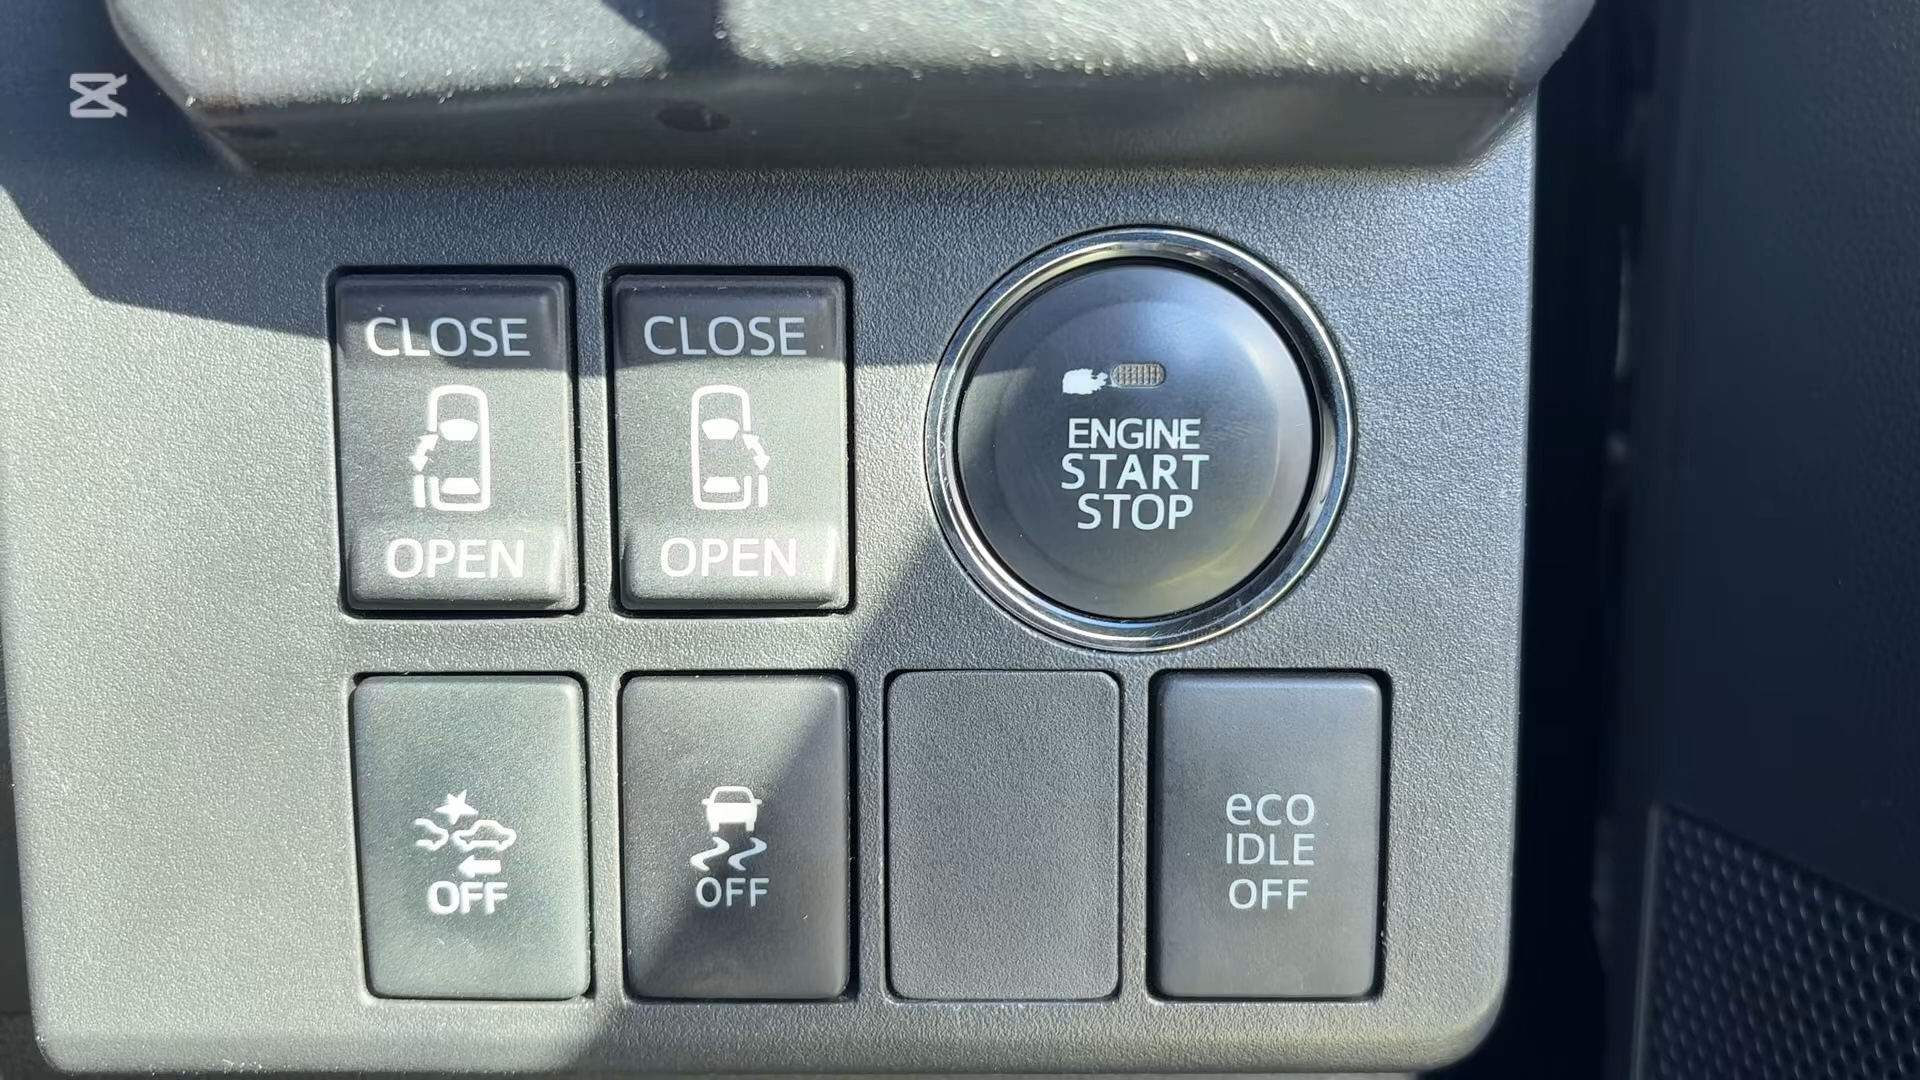 CLOSE
OPEN
CLOSE
OPEN
ENGINE
START
STOP
OFF
OFF
eco
IDLE
OFF